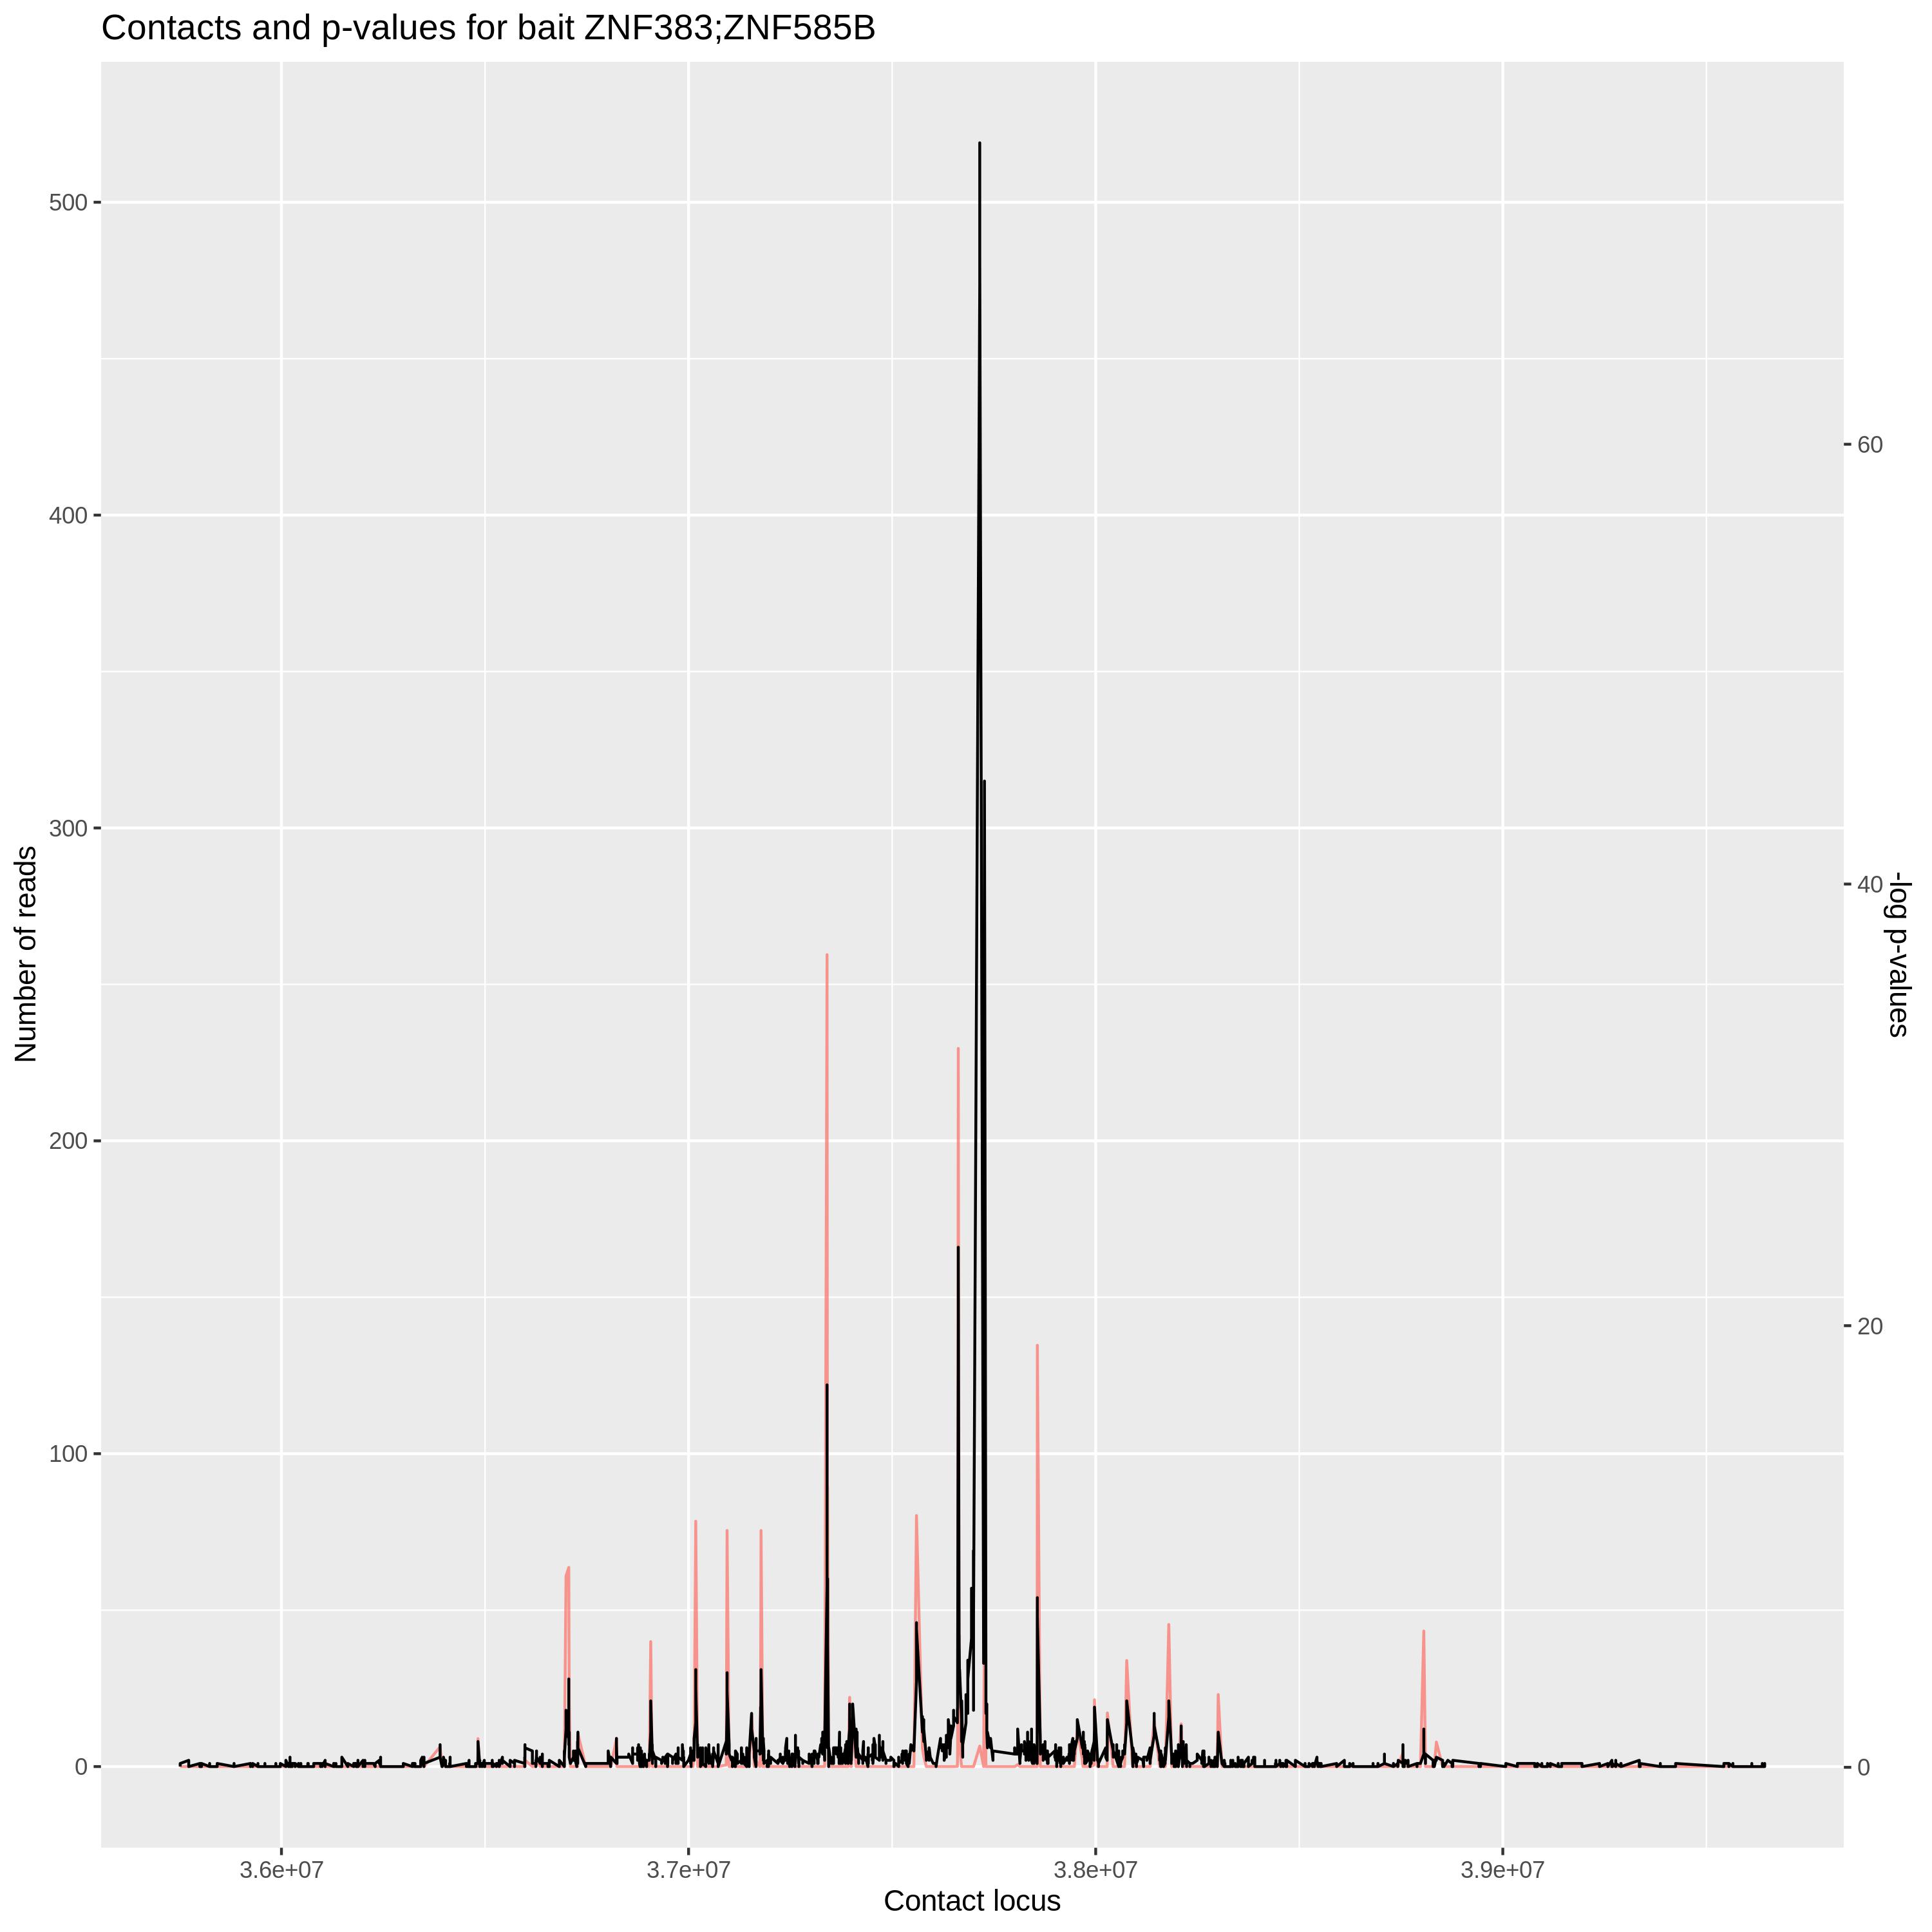 Contacts and p-values for bait ZNF383;ZNF585B
500
400
300
200
100
0
Number of reads
60
40
20
0
-log p-values
3.6e+07
3.7e+07
3.8e+07
3.9e+07
Contact locus